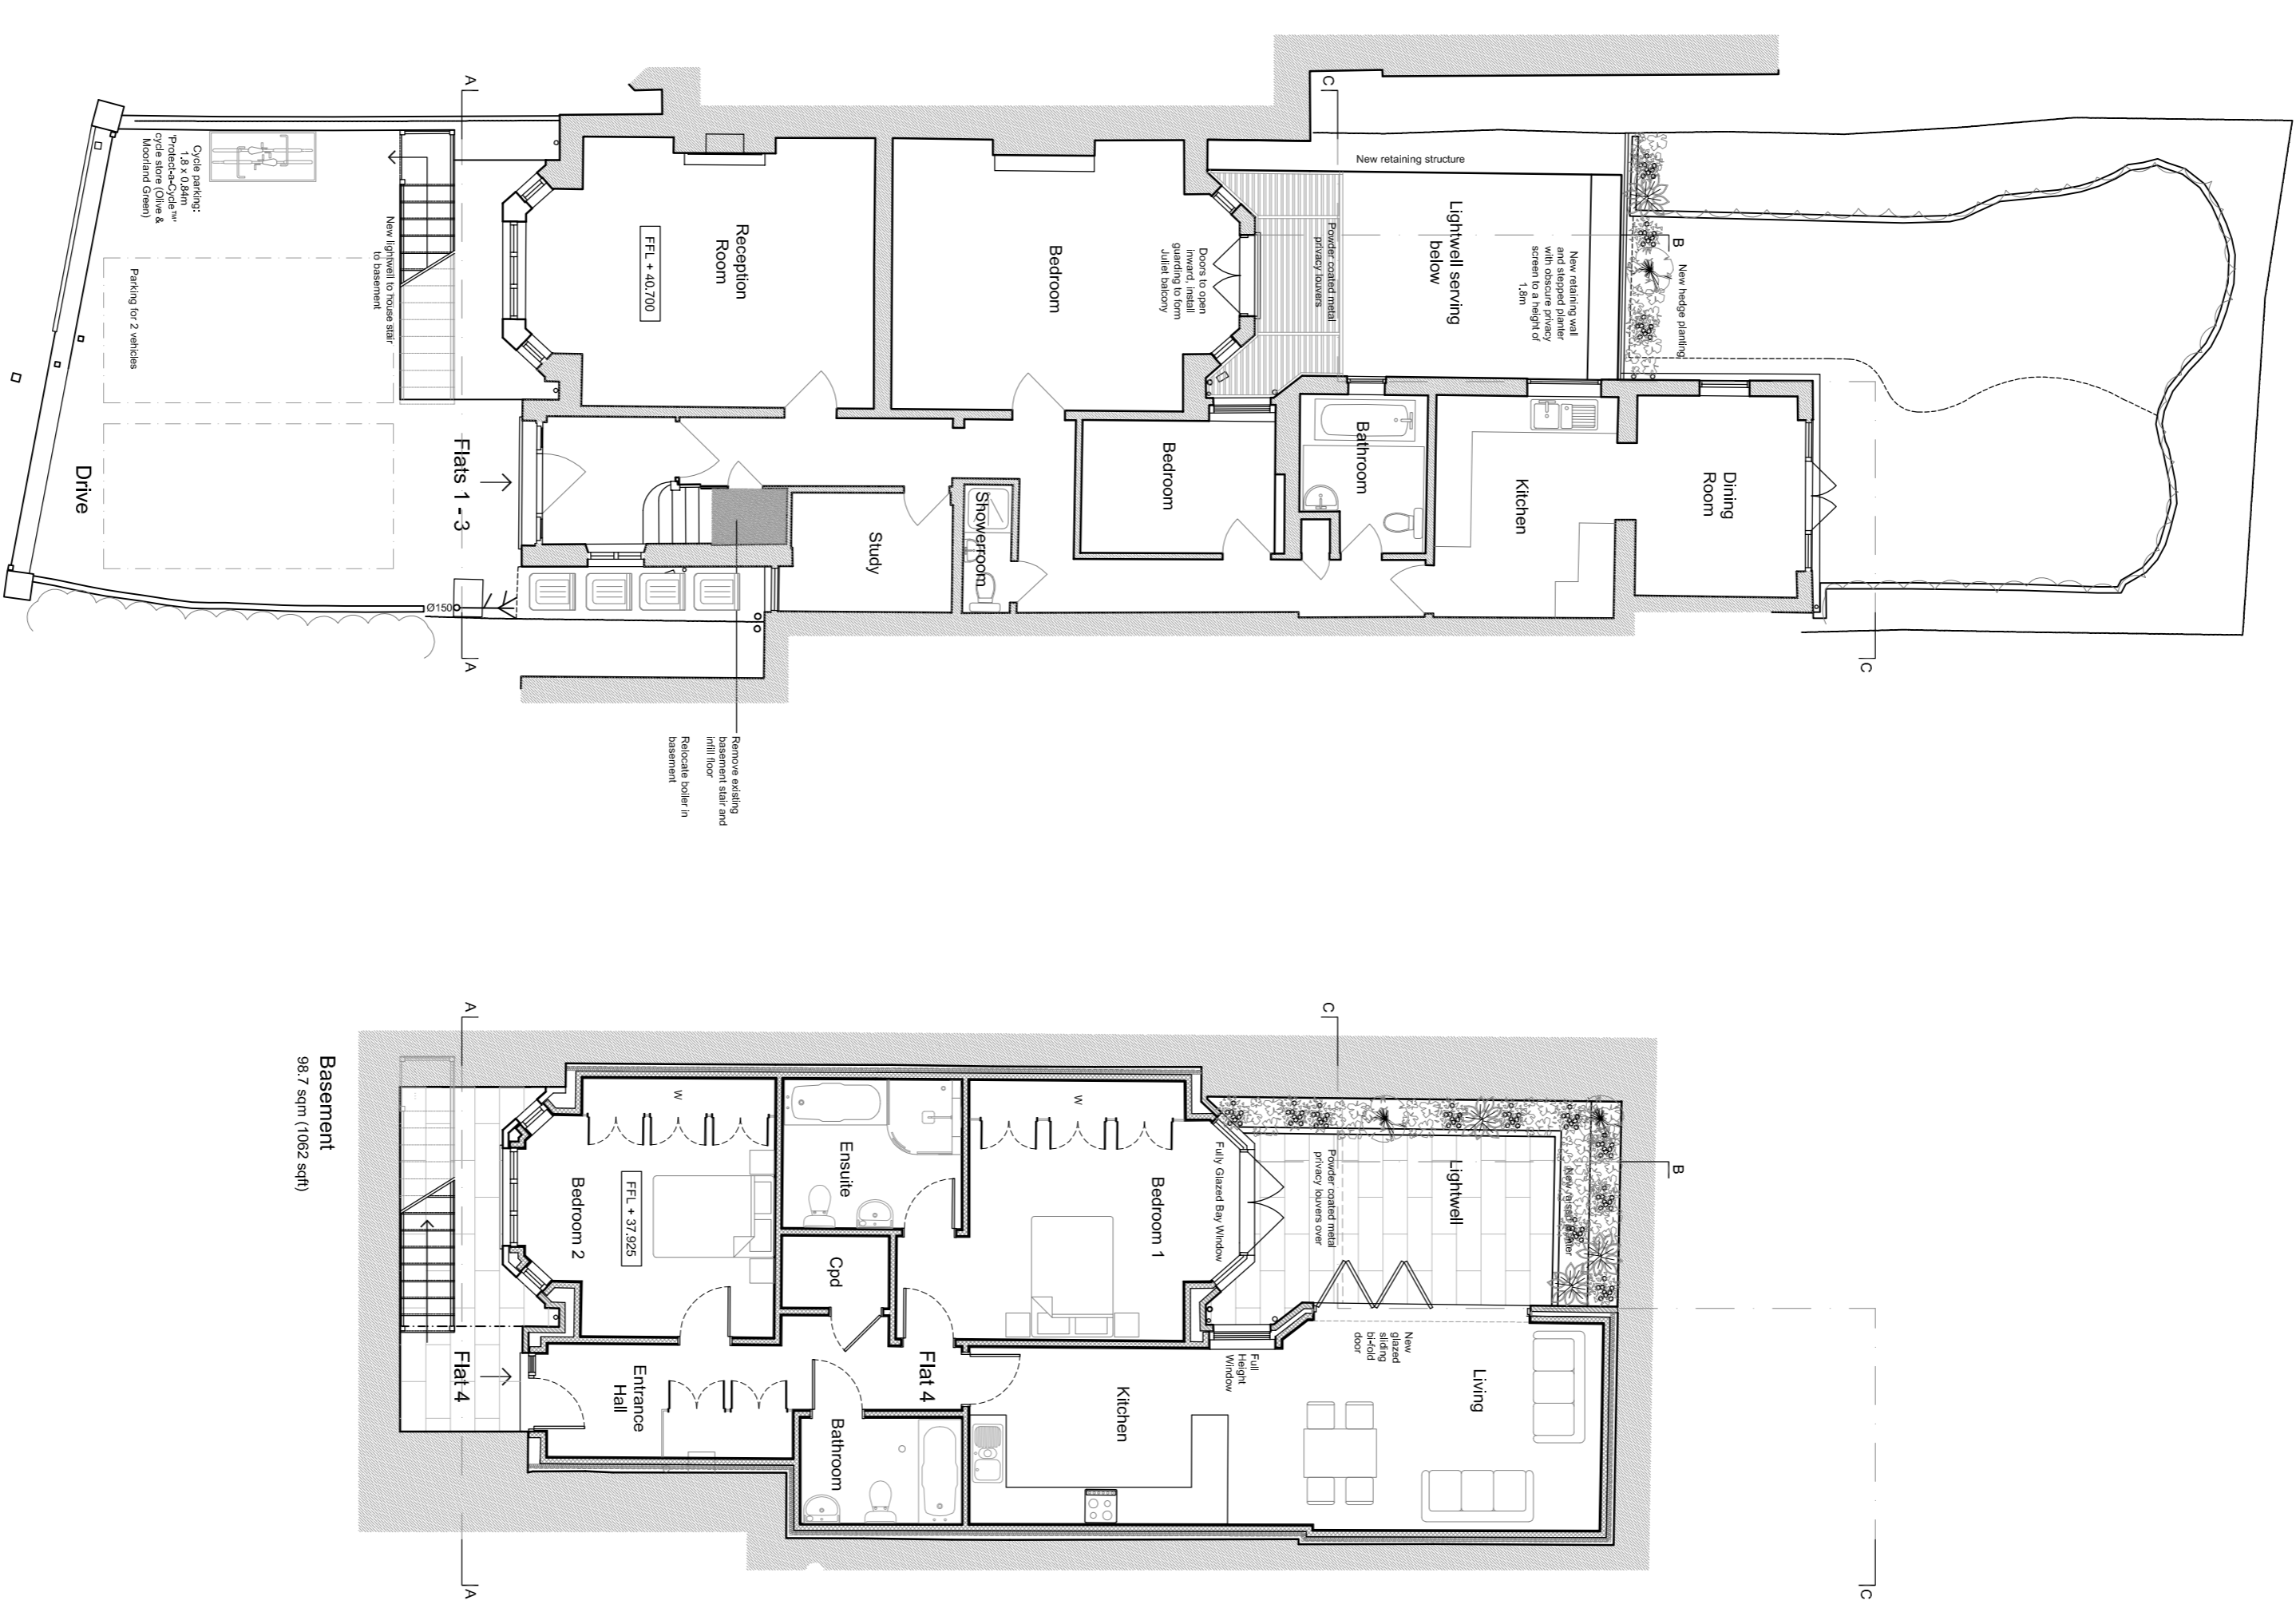 A
C
New retaining structure
Cycle parking:
1.8 x 0.84m
'Protect-a-Cycle™'
cycle store (Olive &
Moorland Green)
New lightwell to house stair
to basement
Parking for 2 vehicles
Reception
Room
FFL + 40.700
Bedroom
Doors to open
inward, install
guarding to form
Juliet balcony
Powder coated metal
privacy louvers
Lightwell serving
below
New retaining wall
and stepped planter
with obscure privacy
screen to a height of
1.8m
B
New hedge planting
Drive
Flats 1 - 3
Study
Showerroom
Bedroom
Bathroom
Kitchen
Dining
Room
Ø150
A
C
Remove existing
basement stair and
infill floor
Relocate boiler in
basement
A
C
Basement
98.7 sqm (1062 sqft)
W
Bedroom 2
FFL + 37.925
Ensuite
Cpd
W
Bedroom 1
Fully Glazed Bay Window
Powder coated metal
privacy louvers over
Lightwell
B
Flat 4
Entrance
Hall
Flat 4
Bathroom
Kitchen
Full
Height
Window
New
glazed
sliding
bi-fold
door
Living
A
C